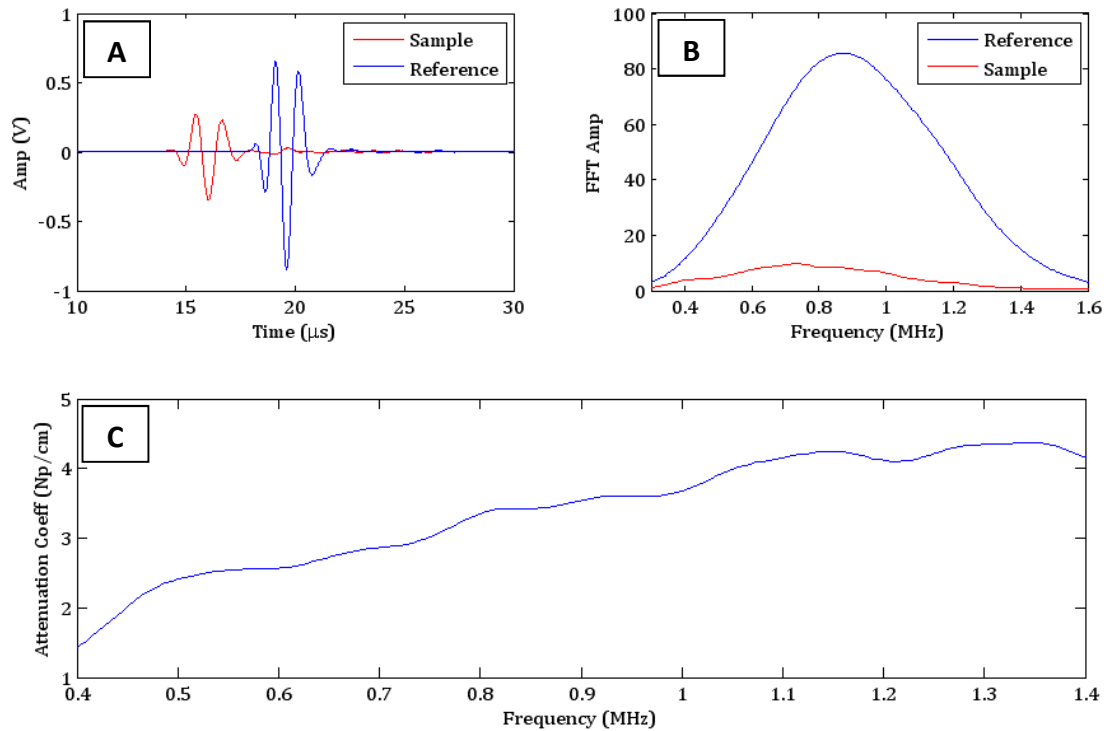 A
Sample
Reference
1
0.5
0
-0.5
-1
Amp (V)
10 15 20 25 30
Time (μs)
B
Reference
Sample
100
80
60
40
20
0
FFT Amp
0.4 0.6 0.8 1 1.2 1.4 1.6
Frequency (MHz)
C
5
4
3
2
1
Attenuation Coeff (Np/cm)
0.4 0.5 0.6 0.7 0.8 0.9 1 1.1 1.2 1.3 1.4
Frequency (MHz)